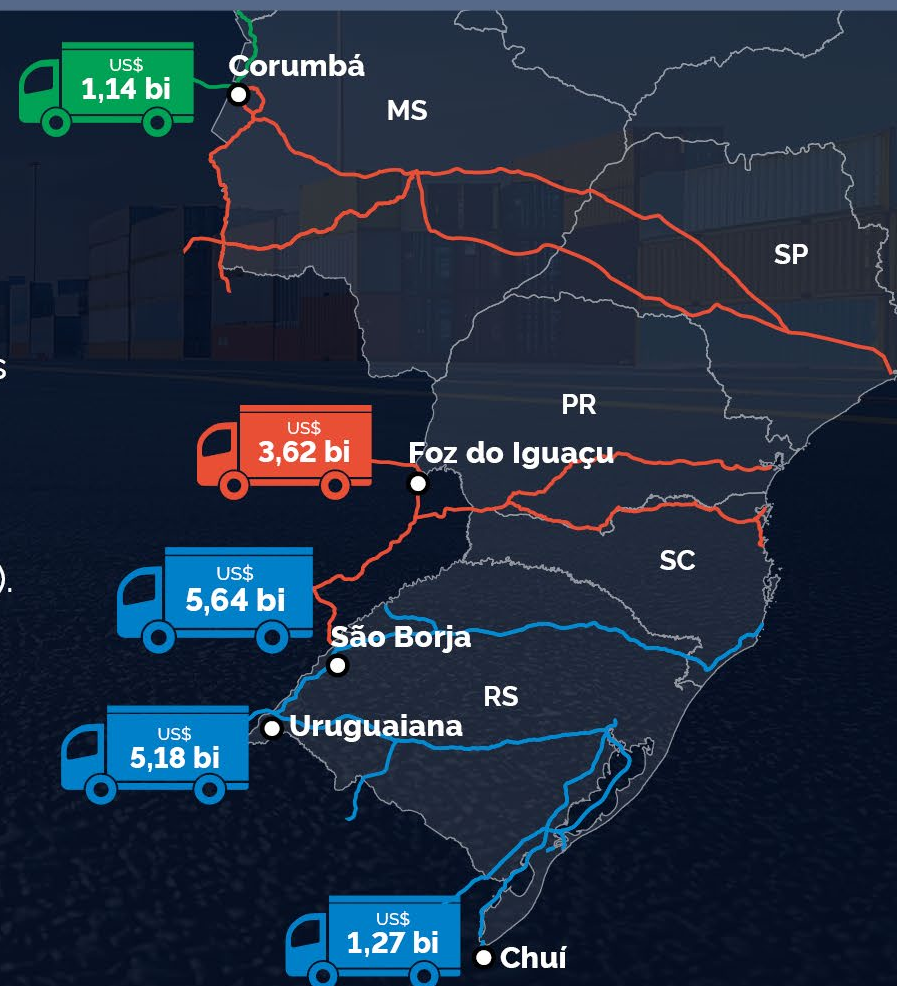 US$
1,14 bi
Corumbá
MS
SP
s
PR
US$
3,62 bi
Foz do Iguaçu
US$
5,64 bi
SC
).
São Borja
RS
US$
5,18 bi
Uruguaiana
US$
1,27 bi
Chuí